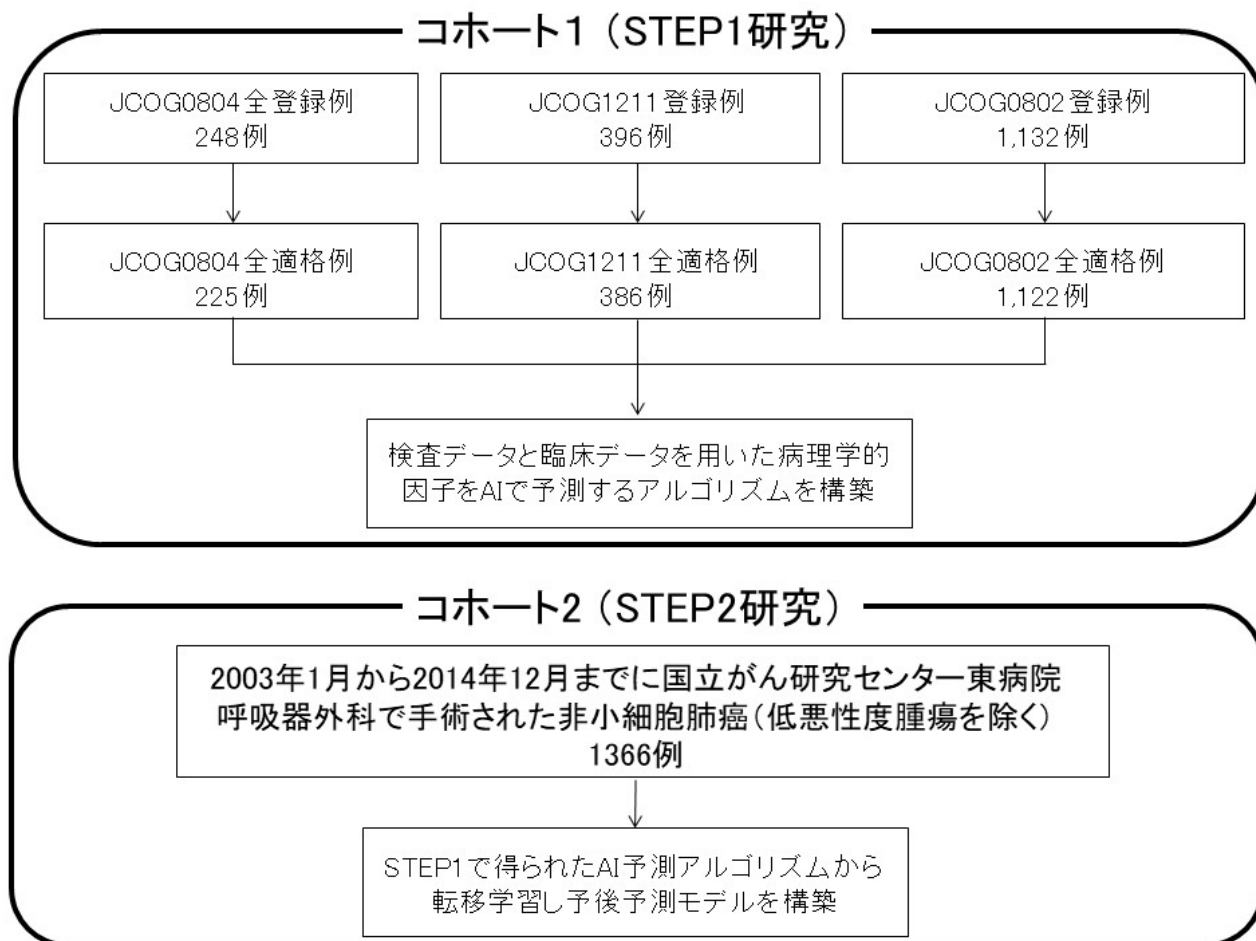 コホート1（STEP1研究）
JCOG0804全登録例
248例
JCOG1211登録例
396例
JCOG0802登録例
1,132例
JCOG0804全適格例
225例
JCOG1211全適格例
386例
JCOG0802全適格例
1,122例
検査データと臨床データを用いた病理学的
因子をAIで予測するアルゴリズムを構築
コホート2（STEP2研究）
2003年1月から2014年12月までに国立がん研究センター東病院
呼吸器外科で手術された非小細胞肺癌（低悪性度腫瘍を除く）
1366例
STEP1で得られたAI予測アルゴリズムから
転移学習し予後予測モデルを構築